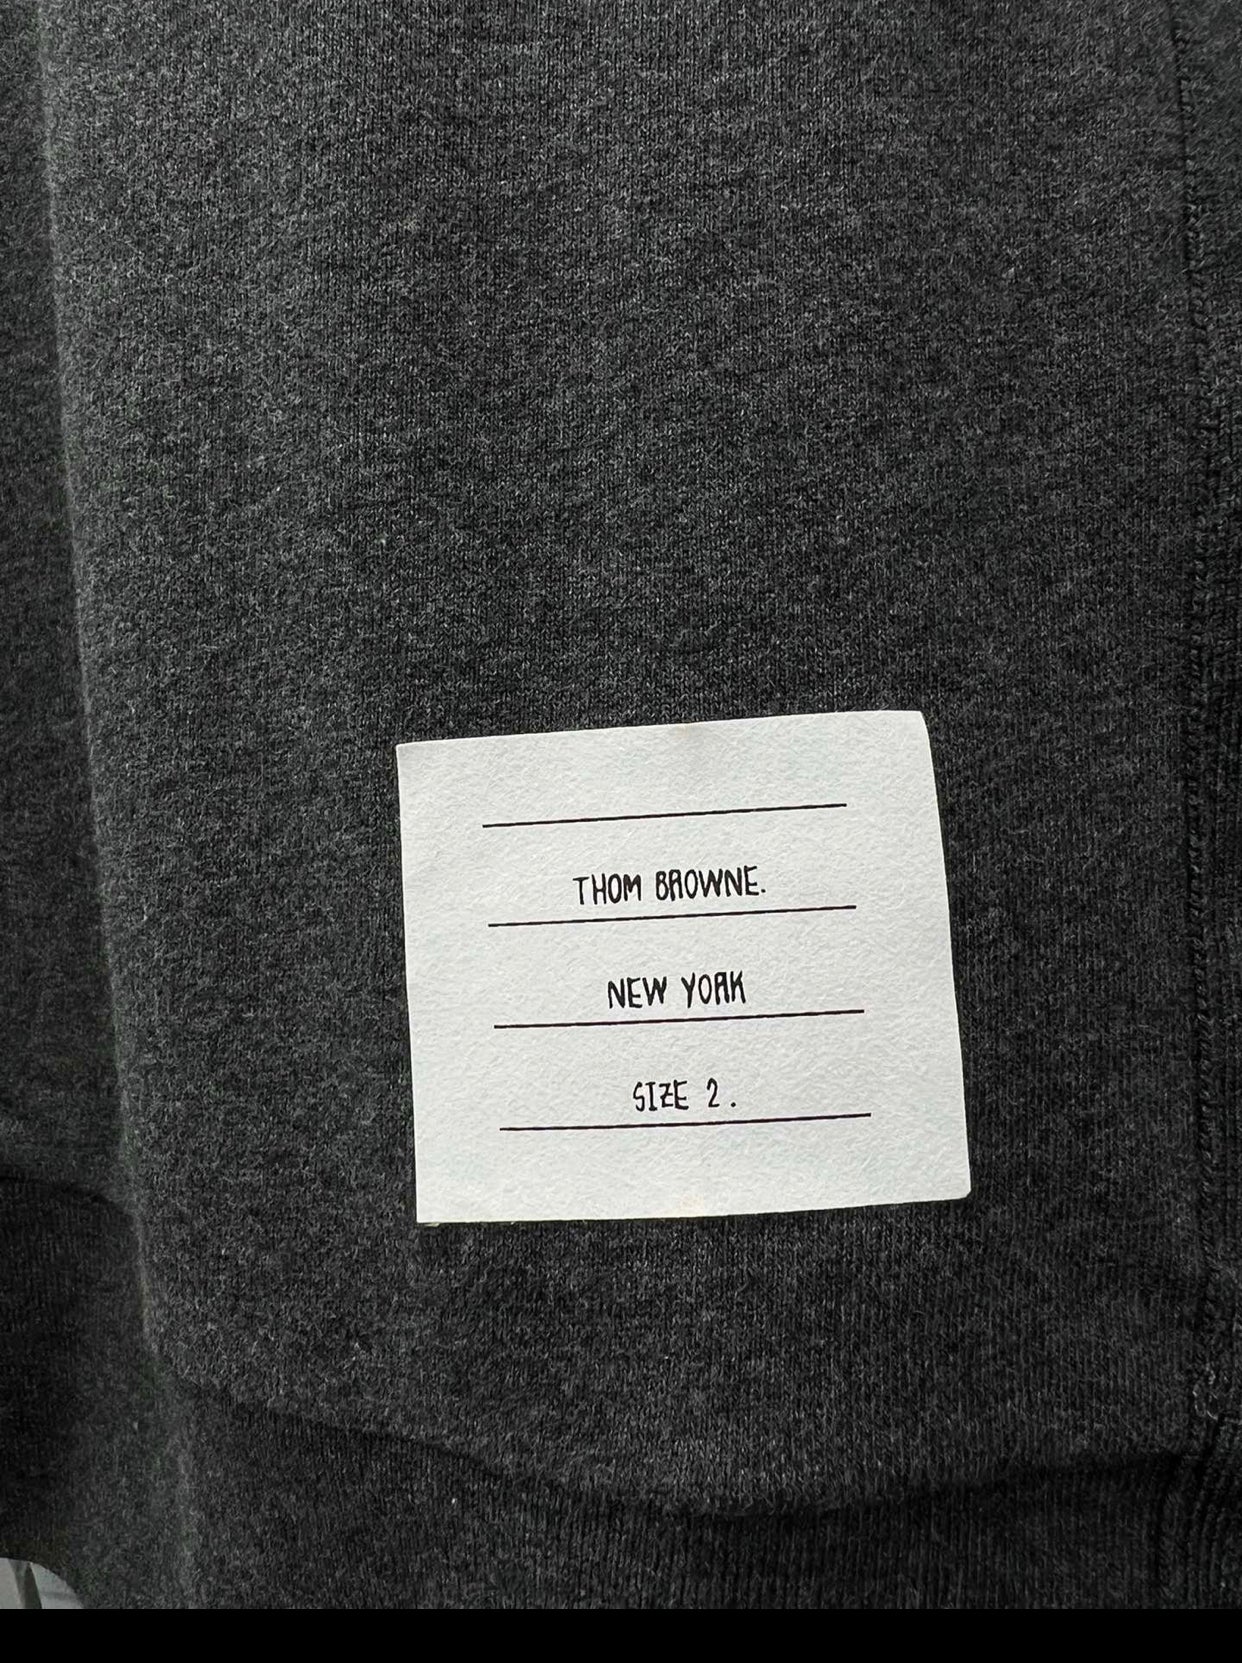 THOM BROWNE.
NEW YORK
SIZE 2.